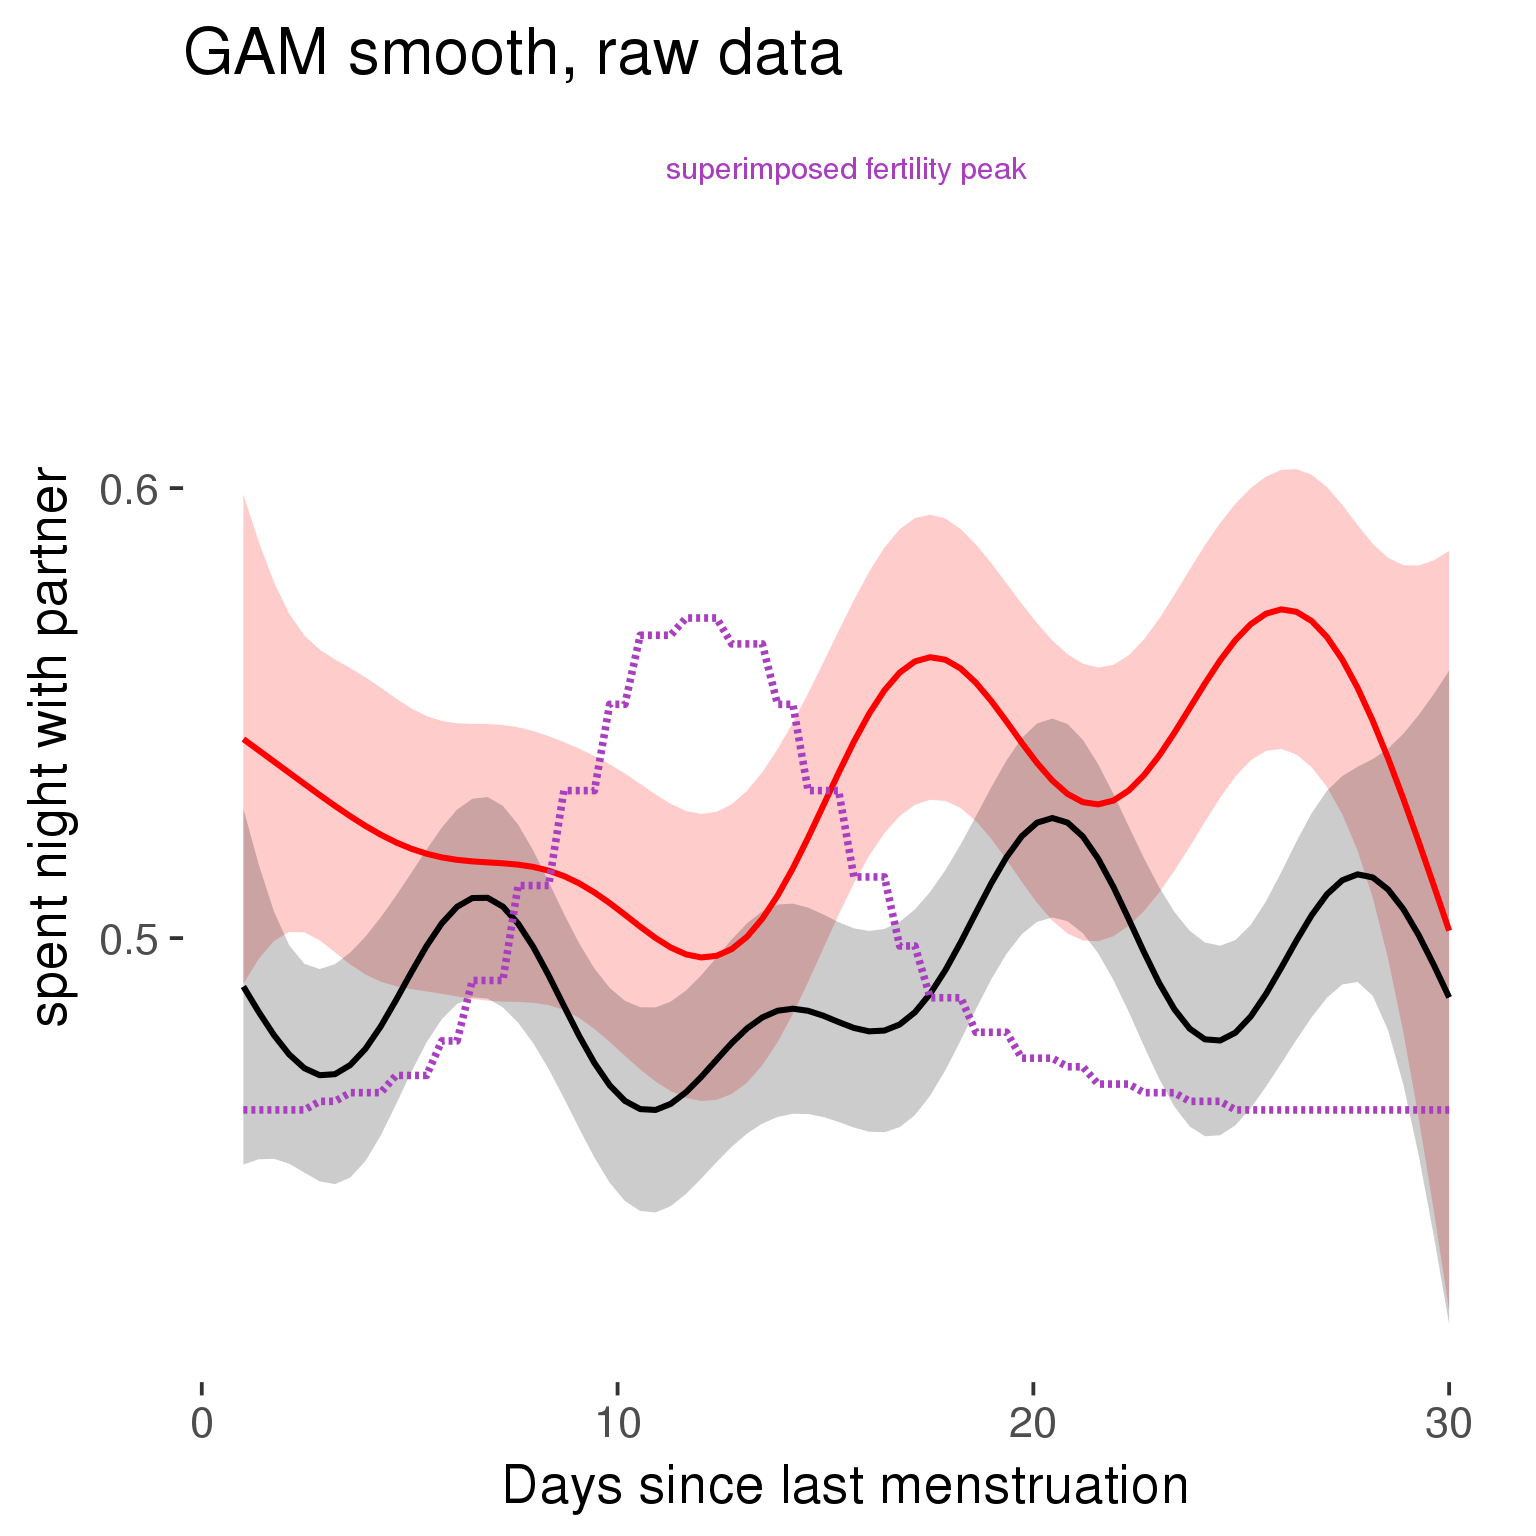 GAM smooth, raw data
superimposed fertility peak
spent night with partner
0.6
0.5
0
10
20
30
Days since last menstruation